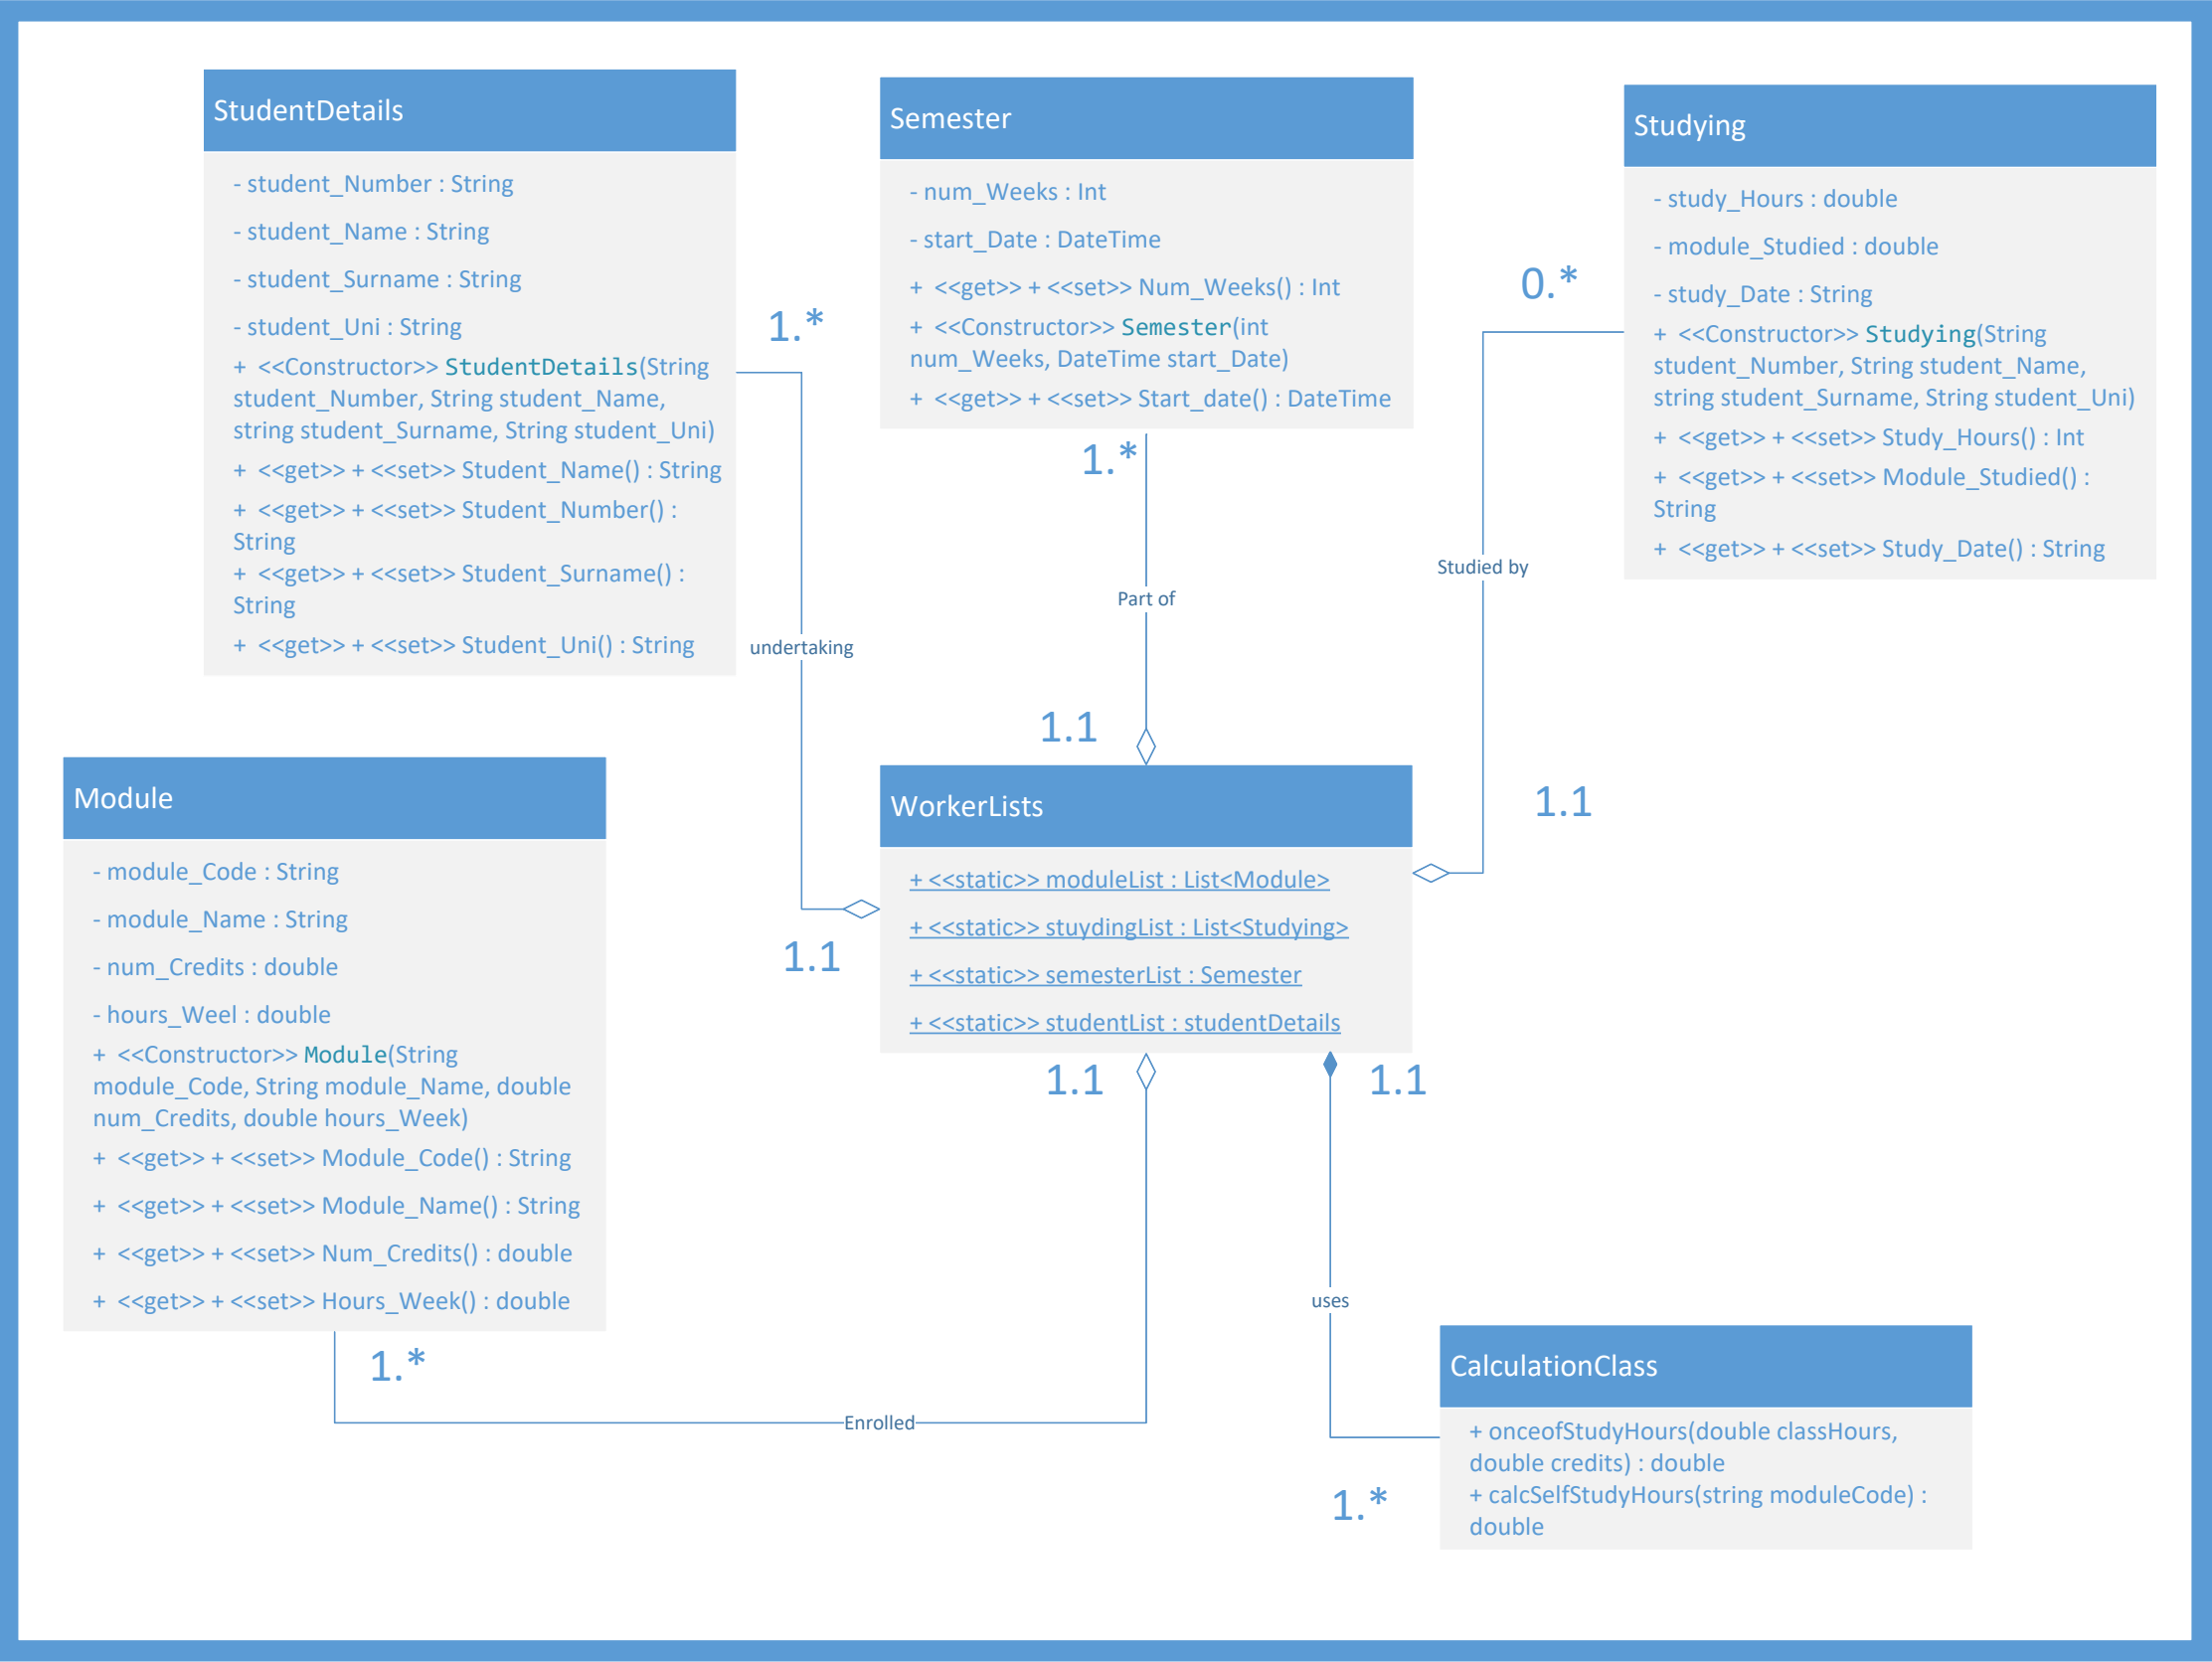 StudentDetails
- student_Number : String
- student_Name : String
- student_Surname : String
- student_Uni : String
+ <<Constructor>> StudentDetails(String
student_Number, String student_Name,
string student_Surname, String student_Uni)
+ <<get>> + <<set>> Student_Name() : String
+ <<get>> + <<set>> Student_Number() :
String
+ <<get>> + <<set>> Student_Surname() :
String
+ <<get>> + <<set>> Student_Uni() : String
1.*
undertaking
1.1
Semester
- num_Weeks : Int
- start_Date : DateTime
+ <<get>> + <<set>> Num_Weeks() : Int
+ <<Constructor>> Semester(int
num_Weeks, DateTime start_Date)
+ <<get>> + <<set>> Start_date() : DateTime
1.*
Part of
1.1
Studying
- study_Hours : double
- module_Studied : double
- study_Date : String
+ <<Constructor>> Studying(String
student_Number, String student_Name,
string student_Surname, String student_Uni)
+ <<get>> + <<set>> Study_Hours() : Int
+ <<get>> + <<set>> Module_Studied() :
String
+ <<get>> + <<set>> Study_Date() : String
0.*
Studied by
1.1
Module
- module_Code : String
- module_Name : String
- num_Credits : double
- hours_Weel : double
+ <<Constructor>> Module(String
module_Code, String module_Name, double
num_Credits, double hours_Week)
+ <<get>> + <<set>> Module_Code() : String
+ <<get>> + <<set>> Module_Name() : String
+ <<get>> + <<set>> Num_Credits() : double
+ <<get>> + <<set>> Hours_Week() : double
1.*
Enrolled
1.1
WorkerLists
+ <<static>> moduleList : List<Module>
+ <<static>> stuydingList : List<Studying>
+ <<static>> semesterList : Semester
+ <<static>> studentList : studentDetails
1.1
uses
1.*
CalculationClass
+ onceofStudyHours(double classHours,
double credits) : double
+ calcSelfStudyHours(string moduleCode) :
double